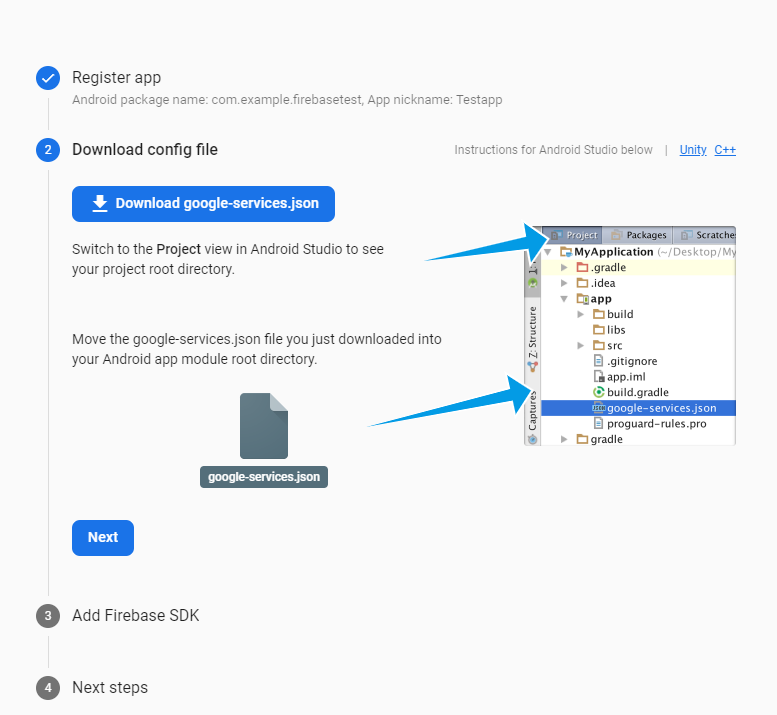 Register app
Android package name: com.example.firebasetest, App nickname: Testapp
2
Download config file
Instructions for Android Studio below | Unity C++
Download google-services.json
Switch to the Project view in Android Studio to see
your project root directory.
Move the google-services.json file you just downloaded into
your Android app module root directory.
google-services.json
Project Packages Scratches
MyApplication (~/Desktop/My
.gradle
.idea
app
build
libs
src
.gitignore
app.iml
build.gradle
google-services.json
proguard-rules.pro
gradle
Z: Structure
Captures
Next
3
Add Firebase SDK
4
Next steps